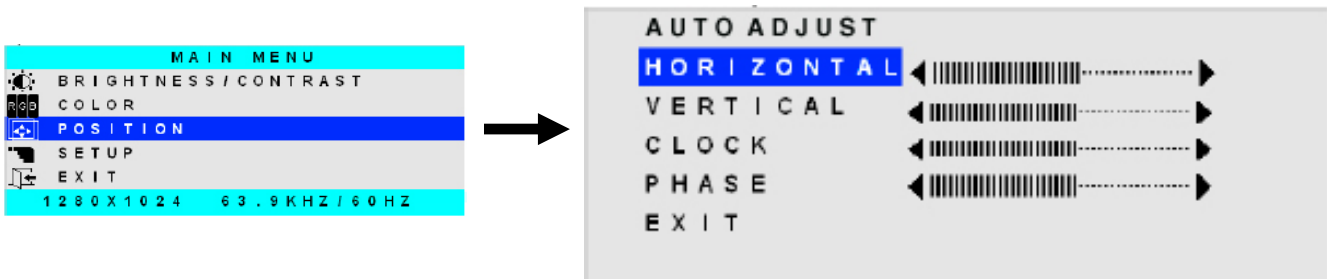 MAIN MENU
BRIGHTNESS/CONTRAST
RGB COLOR
POSITION
SETUP
EXIT
1280X1024 63.9KHZ/60HZ
AUTO ADJUST
HORIZONTAL
VERTICAL
CLOCK
PHASE
EXIT